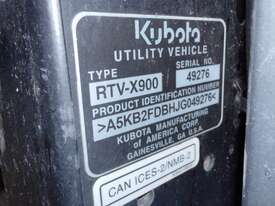 Kubota
UTILITY VEHICLE
TYPE SERIAL NO.
RTV-X900 49276
PRODUCT IDENTIFICATION NUMBER
>A5KB2FDBHJG049276<
KUBOTA MANUFACTURING
of AMERICA CORP.
GAINESVILLE, GA U.S.A.
CAN ICES-2/NMB-2